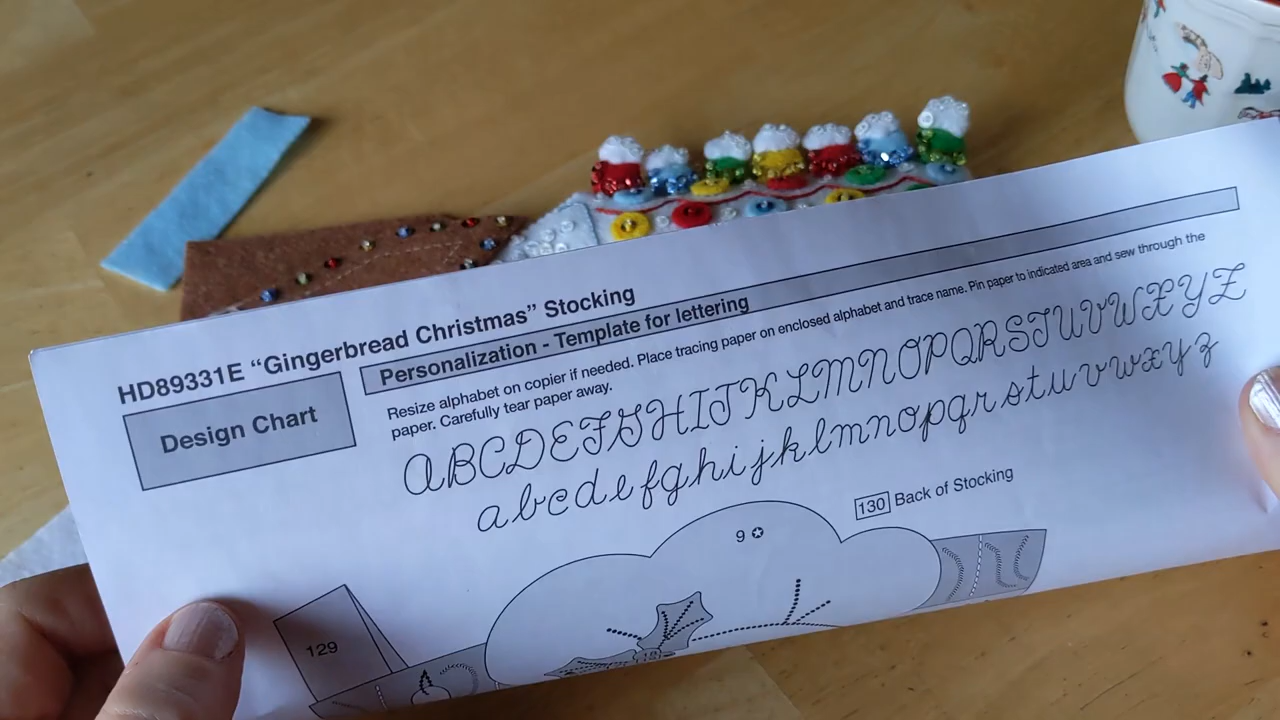 HD89331E “Gingerbread Christmas” Stocking
Design Chart
Personalization - Template for lettering
Resize alphabet on copier if needed. Place tracing paper on enclosed alphabet and trace name. Pin paper to indicated area and sew through the
paper. Carefully tear paper away.
ABCDEFGHIJKLMNOPQRSTUVWXYZ
abcdefghijklmnopqrstuvwxyz
130 Back of Stocking
9
129